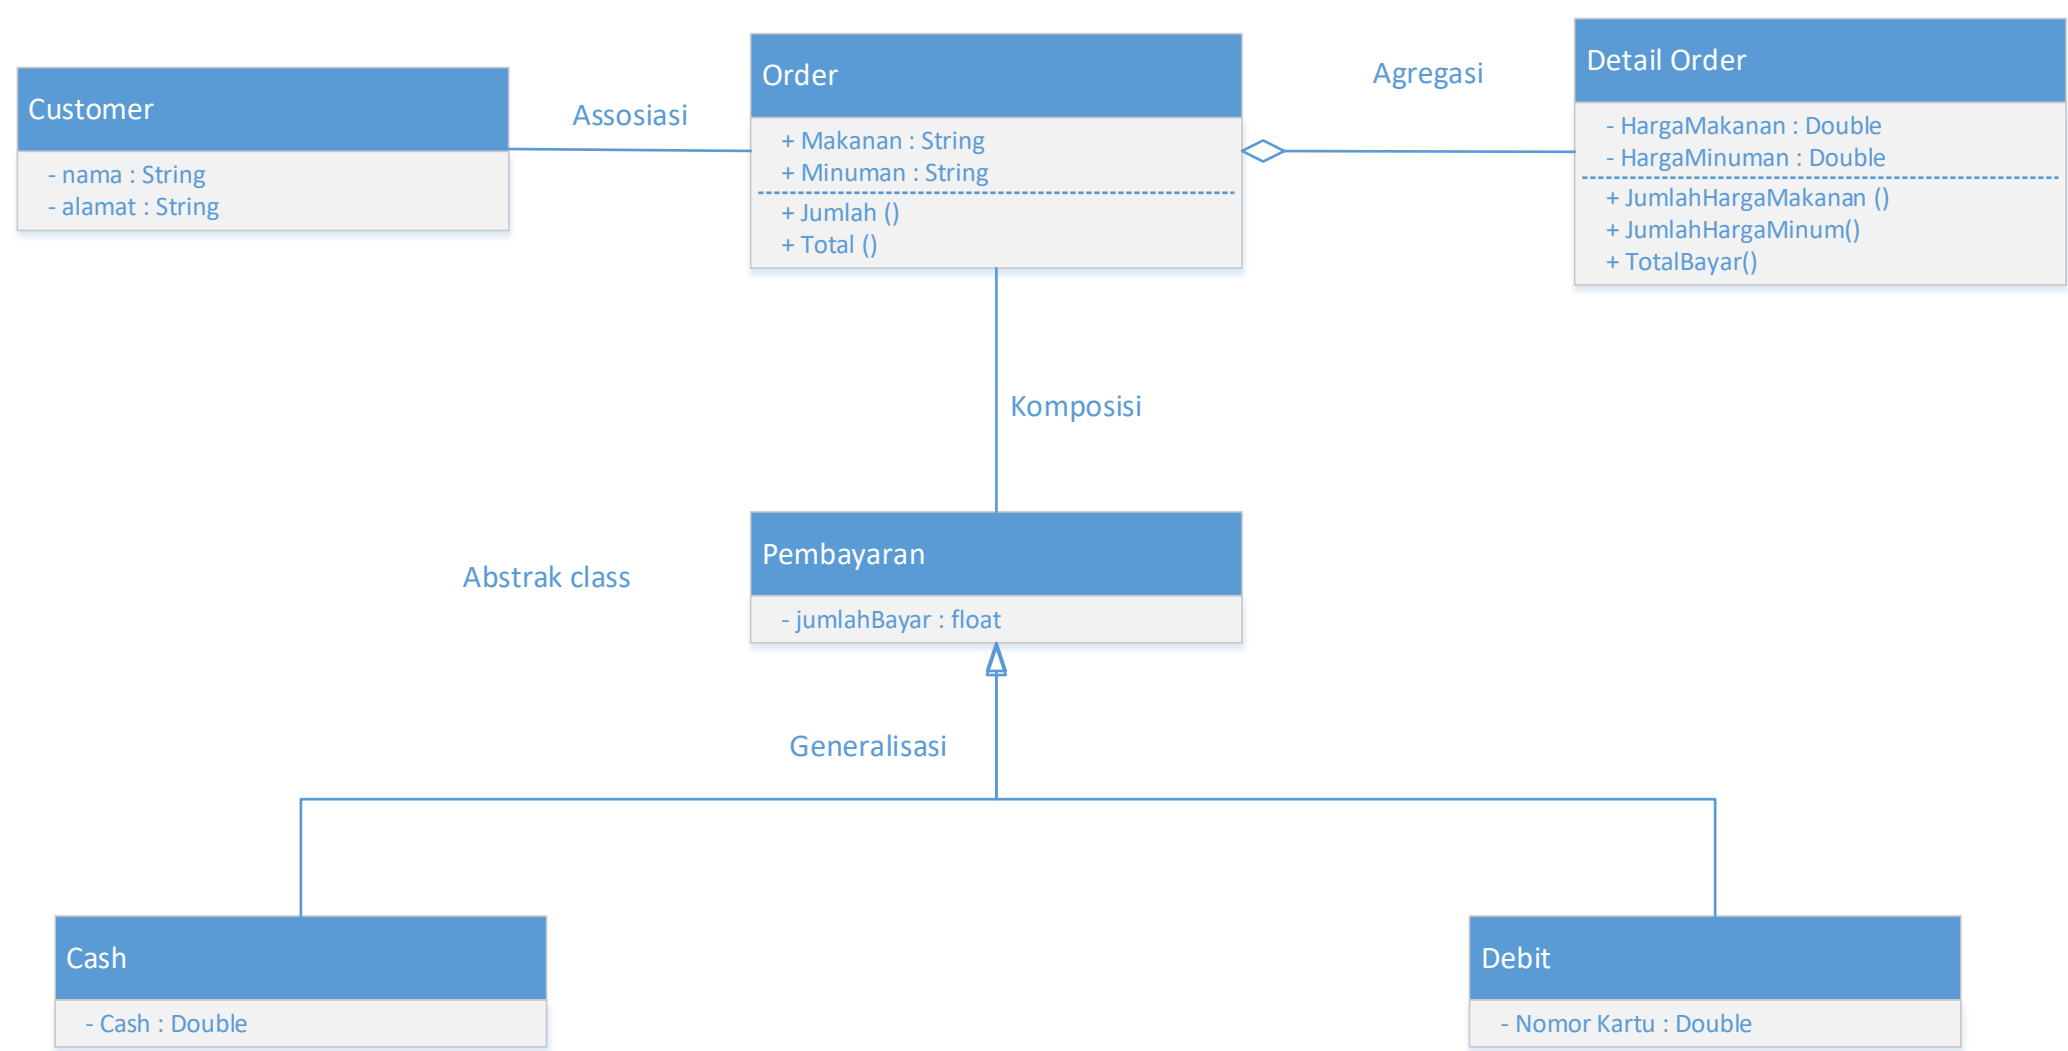 Customer
- nama : String
- alamat : String
Assosiasi
Order
+ Makanan : String
+ Minuman : String
+ Jumlah ()
+ Total ()
Agregasi
Detail Order
- HargaMakanan : Double
- HargaMinuman : Double
+ JumlahHargaMakanan ()
+ JumlahHargaMinum()
+ TotalBayar()
Komposisi
Abstrak class
Pembayaran
- jumlahBayar : float
Generalisasi
Cash
- Cash : Double
Debit
- Nomor Kartu : Double